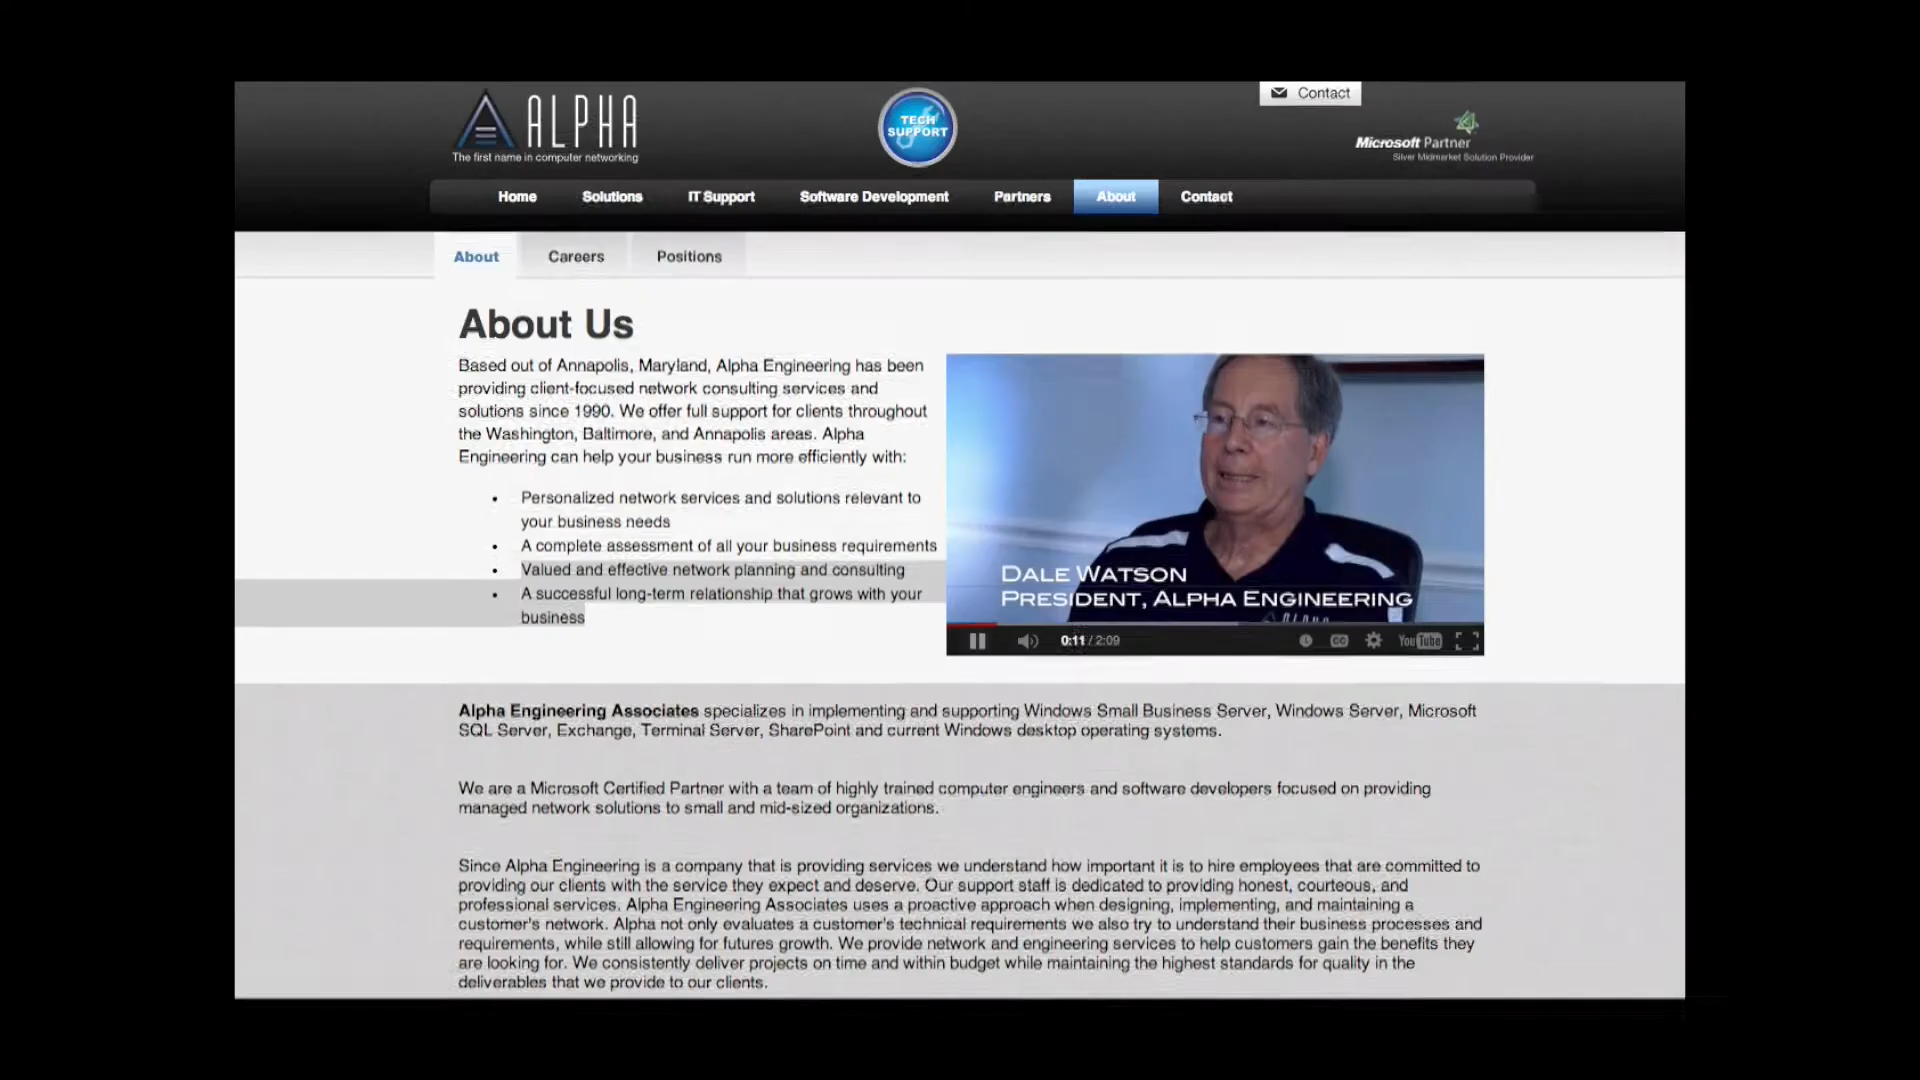 ALPHA
The first name in computer networking
TECH
SUPPORT
Contact
Microsoft Partner
Silver Midmarket Solution Provider
Home Solutions IT Support Software Development Partners About Contact
About Careers Positions
About Us
Based out of Annapolis, Maryland, Alpha Engineering has been
providing client-focused network consulting services and
solutions since 1990. We offer full support for clients throughout
the Washington, Baltimore, and Annapolis areas. Alpha
Engineering can help your business run more efficiently with:
• Personalized network services and solutions relevant to
your business needs
• A complete assessment of all your business requirements
• Valued and effective network planning and consulting
• A successful long-term relationship that grows with your
business
DALE WATSON
PRESIDENT, ALPHA ENGINEERING
0:11 / 2:09
CC
YouTube
Alpha Engineering Associates specializes in implementing and supporting Windows Small Business Server, Windows Server, Microsoft
SQL Server, Exchange, Terminal Server, SharePoint and current Windows desktop operating systems.
We are a Microsoft Certified Partner with a team of highly trained computer engineers and software developers focused on providing
managed network solutions to small and mid-sized organizations.
Since Alpha Engineering is a company that is providing services we understand how important it is to hire employees that are committed to
providing our clients with the service they expect and deserve. Our support staff is dedicated to providing honest, courteous, and
professional services. Alpha Engineering Associates uses a proactive approach when designing, implementing, and maintaining a
customer's network. Alpha not only evaluates a customer's technical requirements we also try to understand their business processes and
requirements, while still allowing for futures growth. We provide network and engineering services to help customers gain the benefits they
are looking for. We consistently deliver projects on time and within budget while maintaining the highest standards for quality in the
deliverables that we provide to our clients.